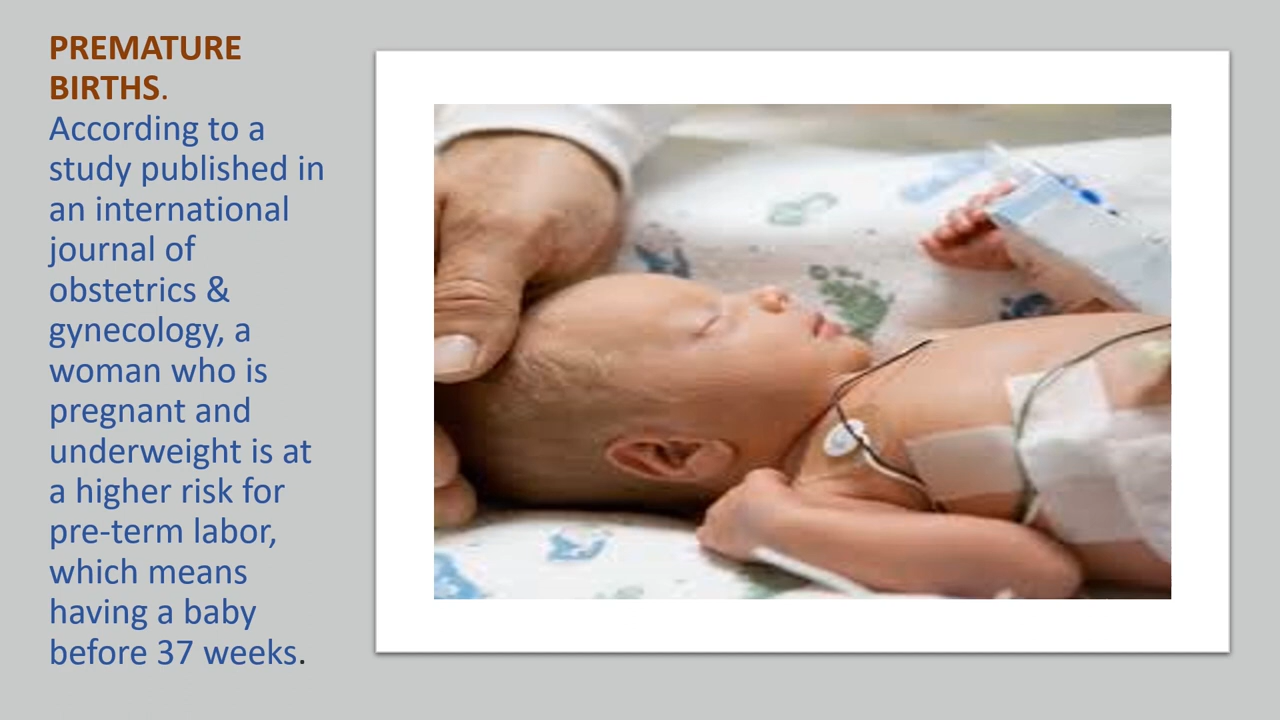 PREMATURE
BIRTHS.
According to a
study published in
an international
journal of
obstetrics &
gynecology, a
woman who is
pregnant and
underweight is at
a higher risk for
pre-term labor,
which means
having a baby
before 37 weeks.